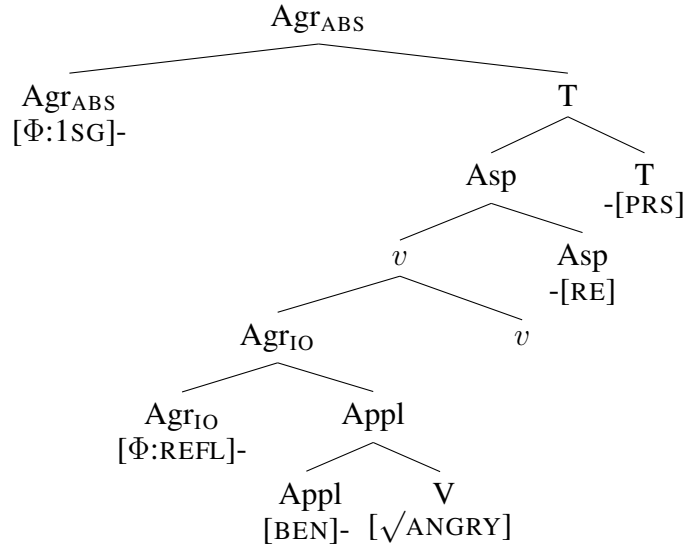 Agr_ABS
Agr_ABS T
[Φ:1SG]-
Asp T
-[PRS]
v Asp
-[RE]
Agr_IO v
Agr_IO Appl
[Φ:REFL]-
Appl V
[BEN]- [√ANGRY]